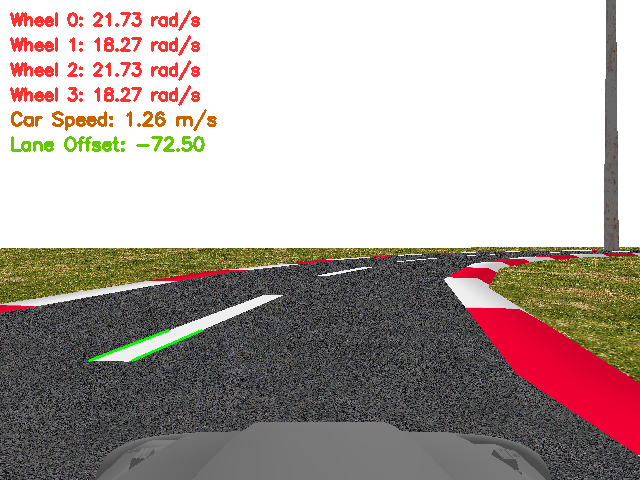 Wheel 0: 21.73 rad/s
Wheel 1: 18.27 rad/s
Wheel 2: 21.73 rad/s
Wheel 3: 18.27 rad/s
Car Speed: 1.26 m/s
Lane Offset: -72.50